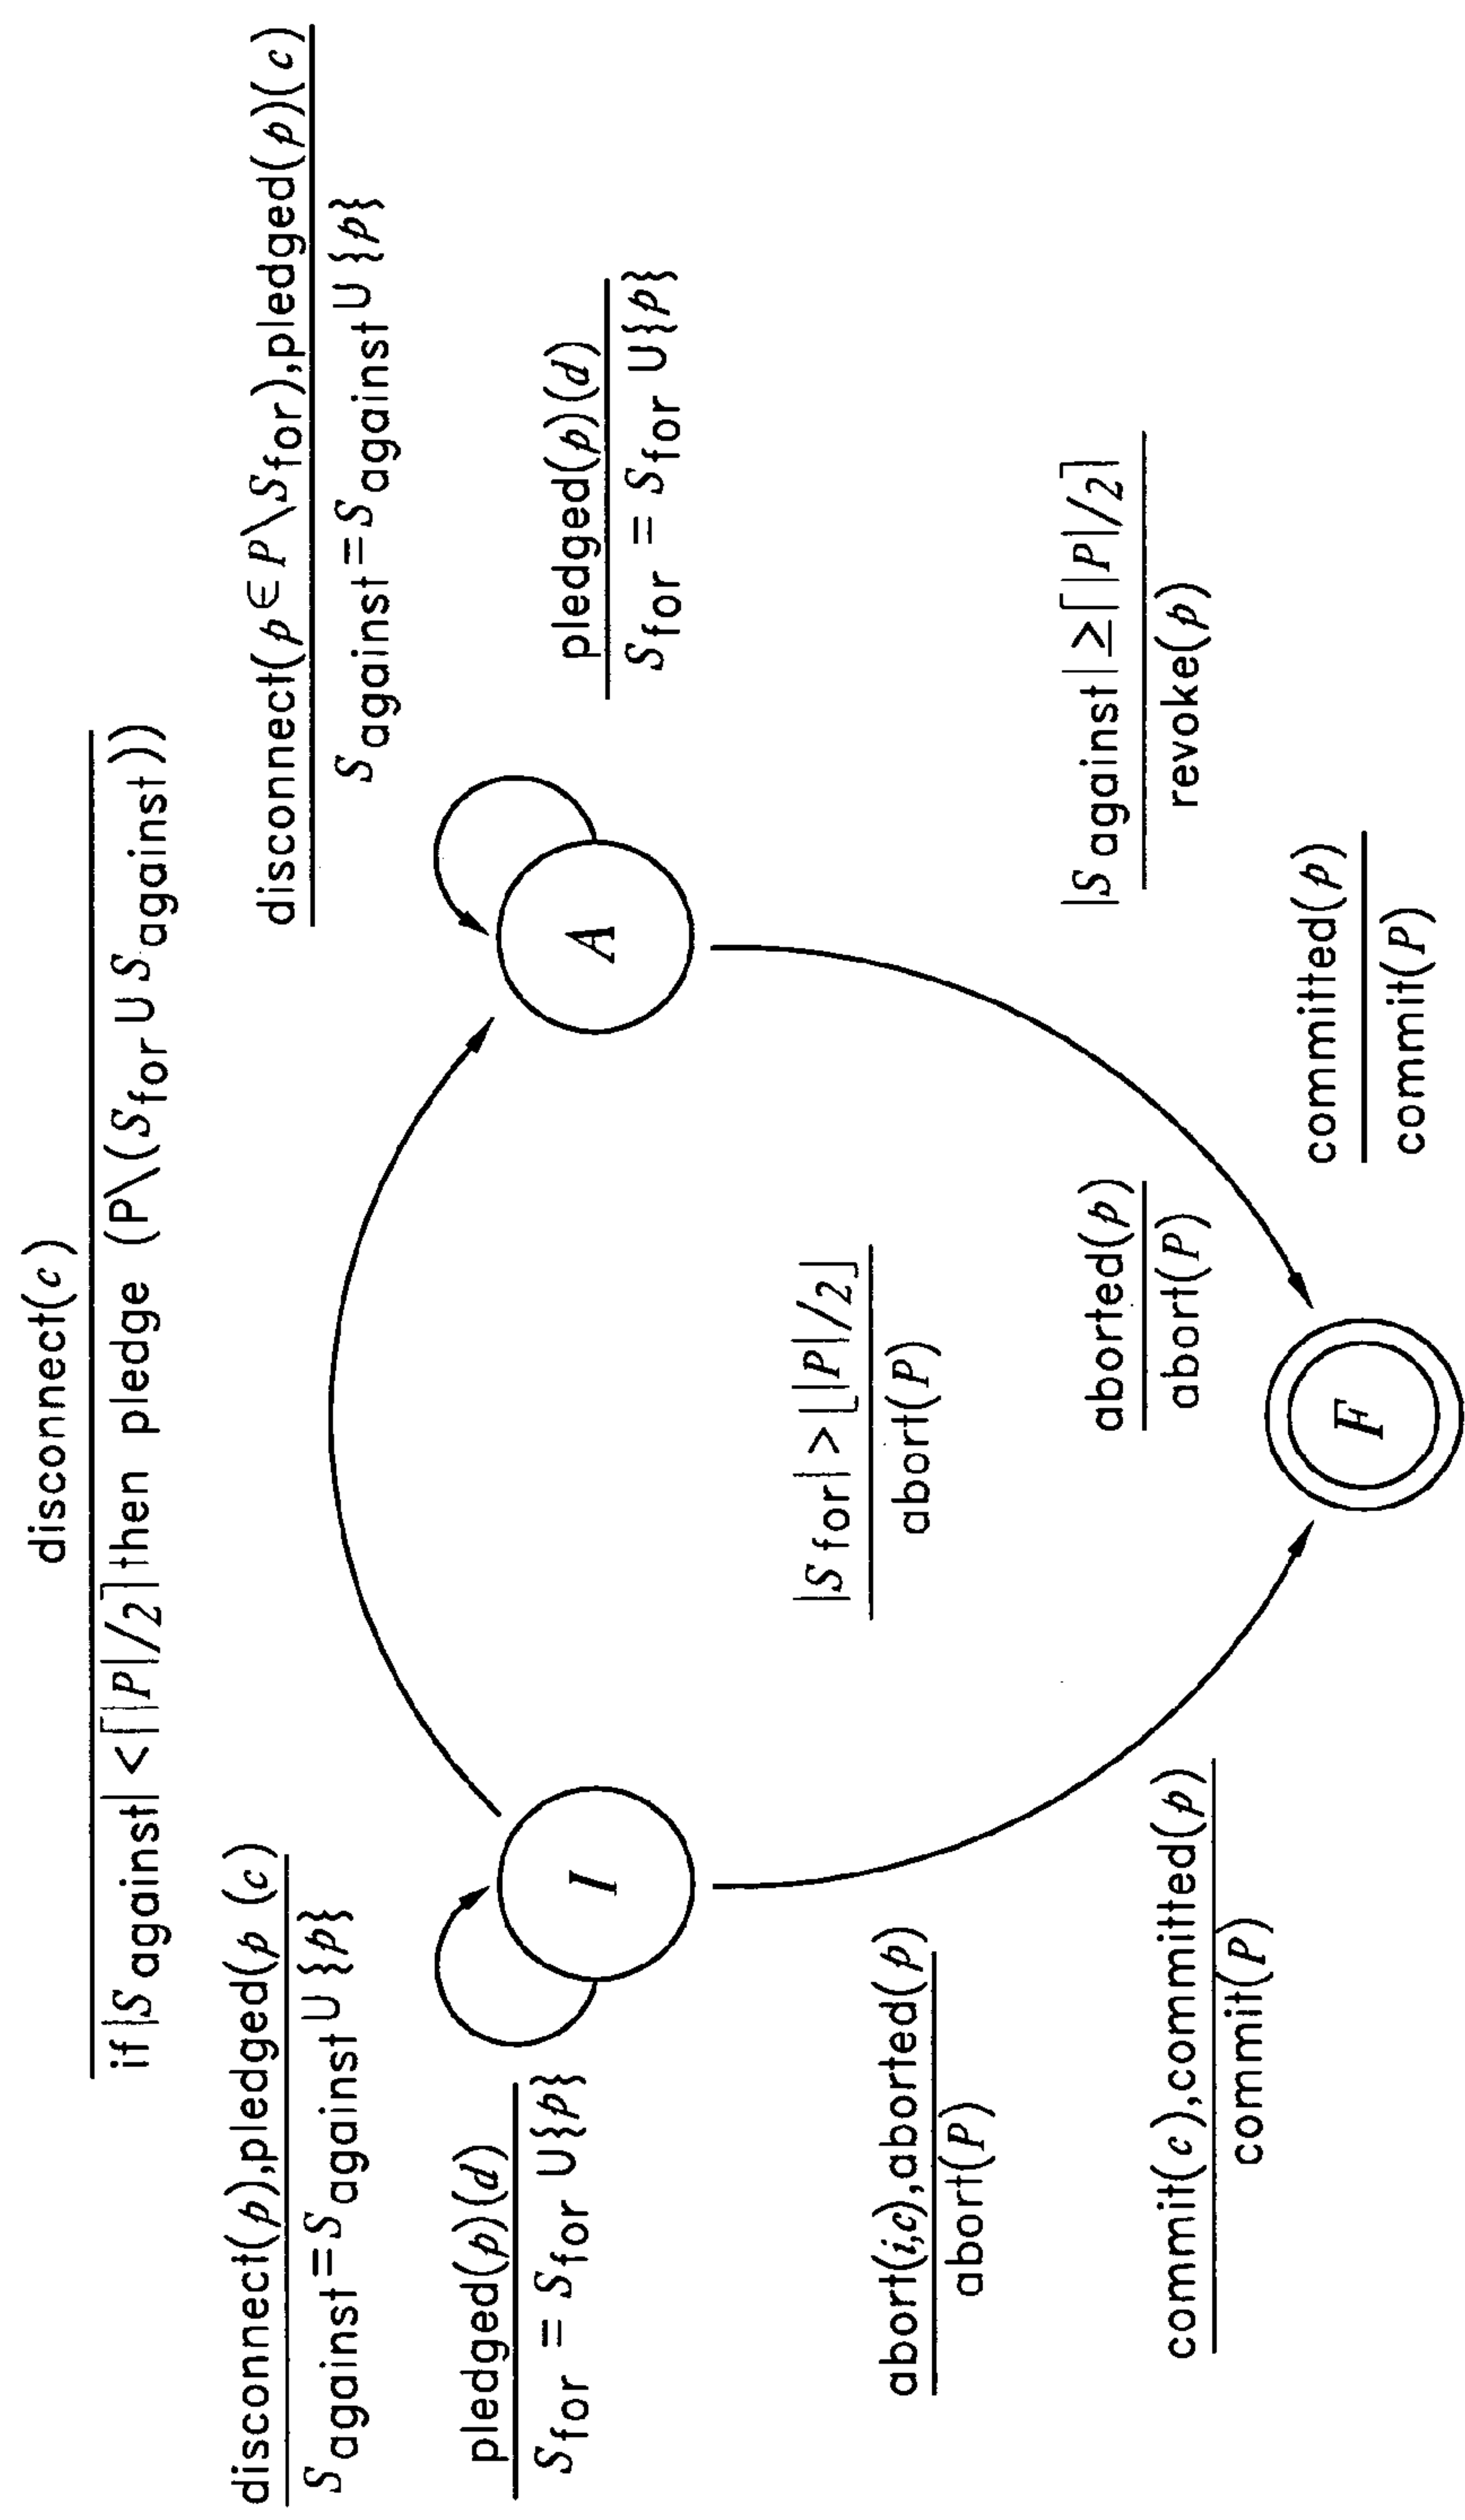 disconnect(c)
if |S against| < ⌈|P|/2⌉ then pledge (P\(S for ∪ S against))
disconnect(p),pledged(p (c)
S against = S against ∪ {p}
pledged(p)(d)
S for = S for ∪{p}
I
disconnect(p ∈ P\S for),pledged(p)(c)
S against = S against ∪ {p}
pledged(p)(d)
S for = S for ∪{p}
A
abort(i,c),aborted(p)
abort(P)
commit(c),committed(p)
commit(P)
|S for| > ⌊|P|/2⌋
abort(P)
aborted(p)
abort(P)
|S against| ≥ ⌈|P|/2⌉
revoke(p)
committed(p)
commit(P)
F